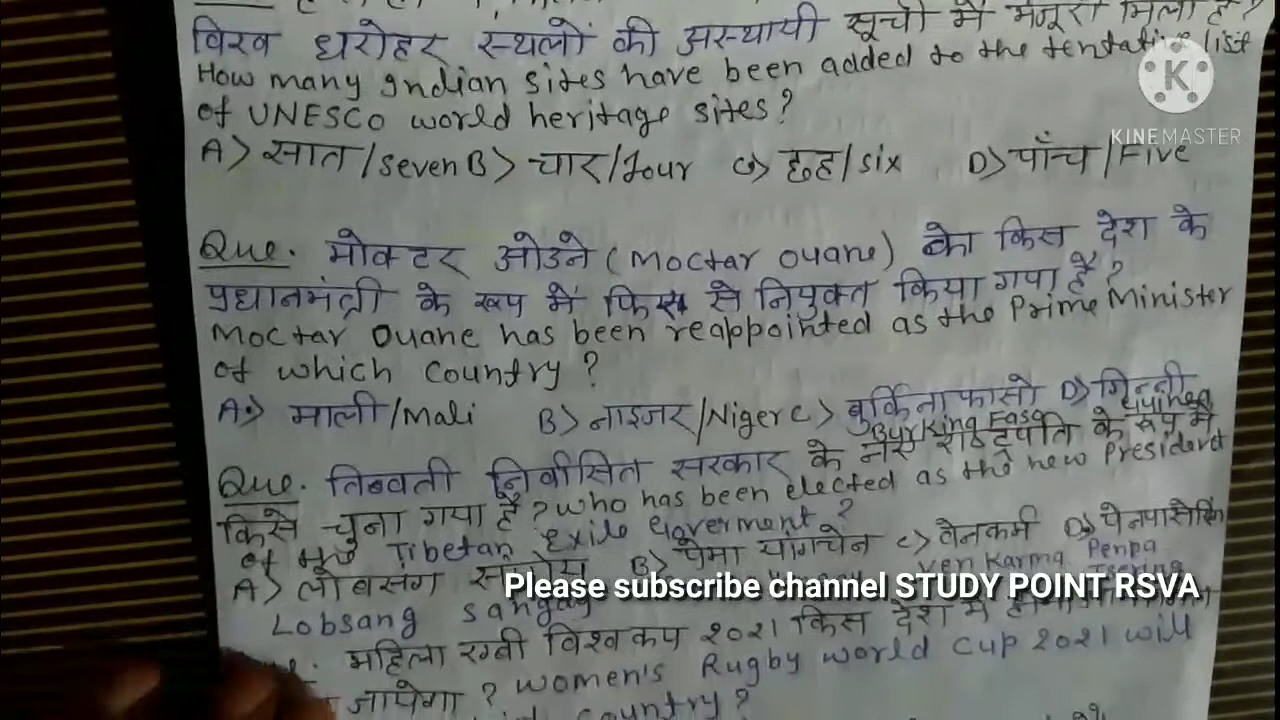 विश्व धरोहर स्थलों की अस्थायी सूची में मंजूरी मिली है?
How many Indian sites have been added to the tentative list
of UNESCO world heritage sites?
A> सात/seven B> चार/four C> छह/six D> पाँच/Five
KINEMASTER
Que. मोक्टर ओउने (Moctar Ouane) को किस देश के
प्रधानमंत्री के रूप में फिर से नियुक्त किया गया है?
Moctar Ouane has been reappointed as the Prime Minister
of which country?
A> माली/Mali B> नाइजर/Niger C> बुर्किनाफासो D> गिन्नी
Burkina Faso Guinea
Que. तिब्वती निर्वासित सरकार के नए राष्ट्रपति के रूप में
किसे चुना गया है? who has been elected as the new President
of the Tibetan exile Goverment?
A> लोबसंग सांगेय B> पेमा यांगचेन C> वेनकर्मा D>
Lobsang Sangay Ven Karma Penpa Tsering
Please subscribe channel STUDY POINT RSVA
महिला रग्बी विश्वकप 2021 किस देश में
जायेगा? women's Rugby world cup 2021 will
country?